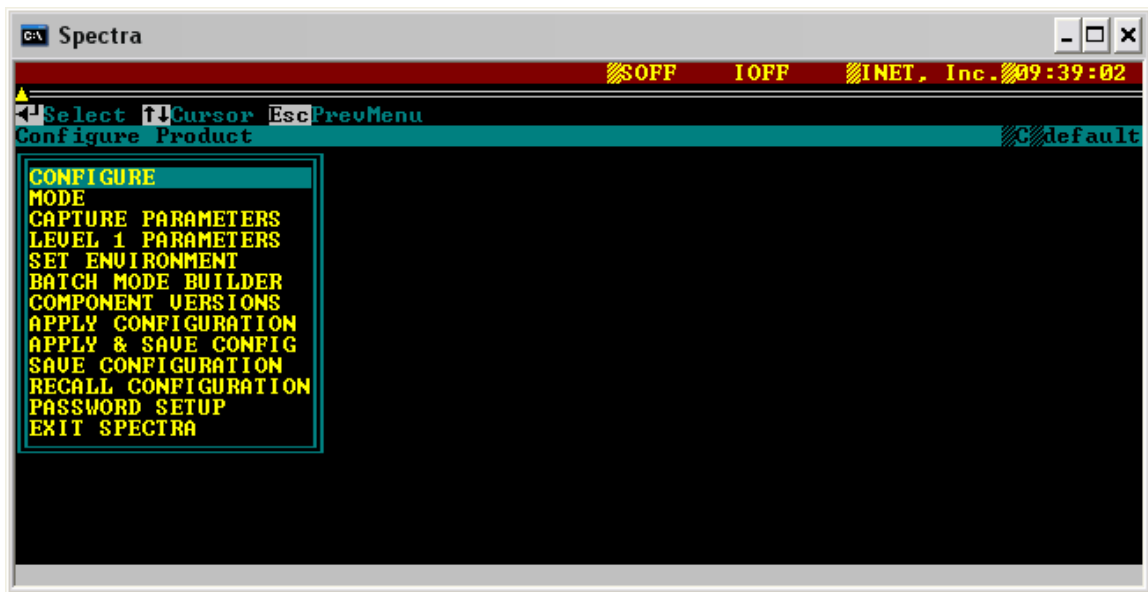 Spectra
SOFF IOFF INET, Inc. 09:39:02
Select ↑↓Cursor Esc PrevMenu
Configure Product C default
CONFIGURE
MODE
CAPTURE PARAMETERS
LEVEL 1 PARAMETERS
SET ENVIRONMENT
BATCH MODE BUILDER
COMPONENT VERSIONS
APPLY CONFIGURATION
APPLY & SAVE CONFIG
SAVE CONFIGURATION
RECALL CONFIGURATION
PASSWORD SETUP
EXIT SPECTRA